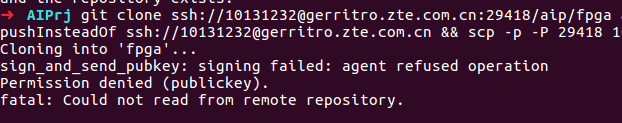 and the repository exists.
➜ AIPrj git clone ssh://10131232@gerritro.zte.com.cn:29418/aip/fpga
pushInsteadOf ssh://10131232@gerritro.zte.com.cn && scp -p -P 29418 1
Cloning into 'fpga'...
sign_and_send_pubkey: signing failed: agent refused operation
Permission denied (publickey).
fatal: Could not read from remote repository.